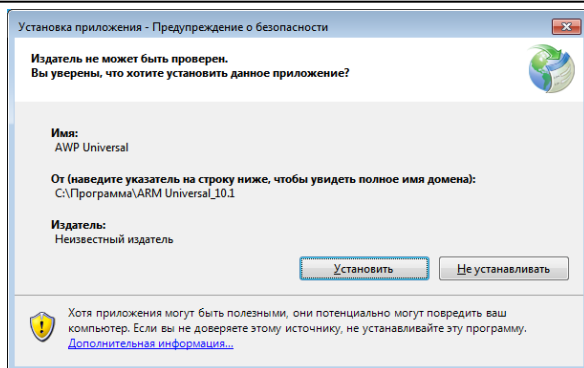 Установка приложения - Предупреждение о безопасности
Издатель не может быть проверен.
Вы уверены, что хотите установить данное приложение?
Имя:
AWP Universal
От (наведите указатель на строку ниже, чтобы увидеть полное имя домена):
C:\Программа\ARM Universal_10.1
Издатель:
Неизвестный издатель
Установить Не устанавливать
Хотя приложения могут быть полезными, они потенциально могут повредить ваш
компьютер. Если вы не доверяете этому источнику, не устанавливайте эту программу.
Дополнительная информация...